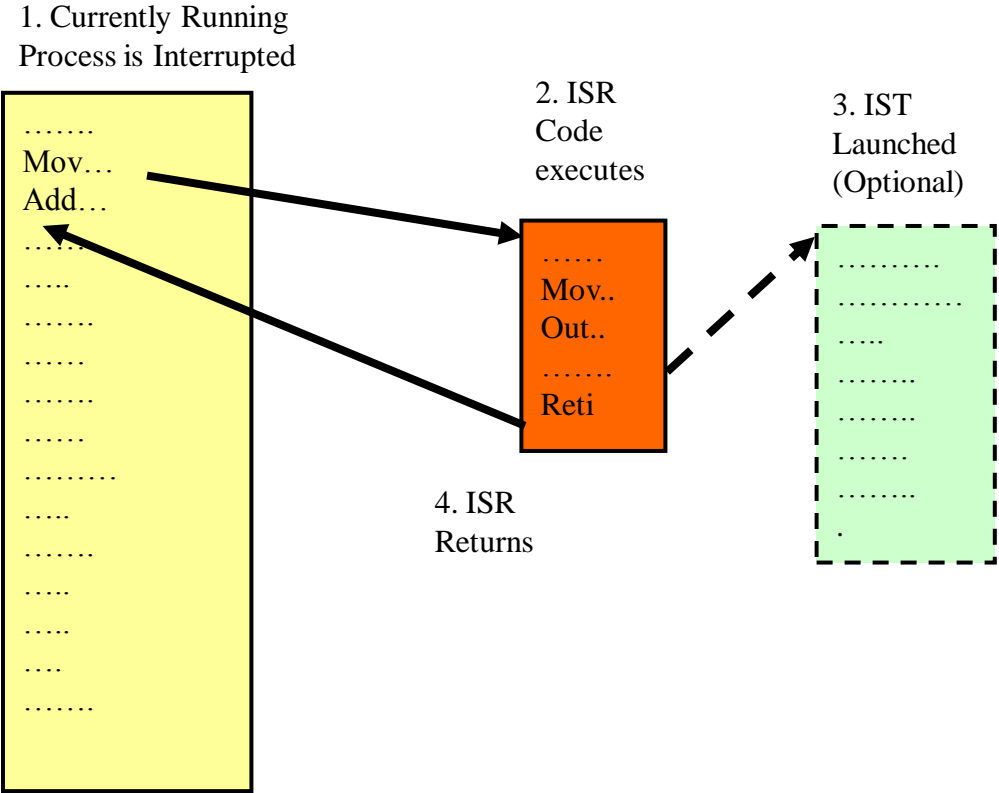 1. Currently Running
Process is Interrupted
…….
Mov…
Add…
…….
…..
…….
……
…….
……
………
…..
…….
…..
…..
….
…….
2. ISR
Code
executes
……
Mov..
Out..
…….
Reti
3. IST
Launched
(Optional)
……….
…………
…..
……..
……..
…….
……..
.
4. ISR
Returns